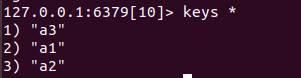 127.0.0.1:6379[10]> keys *
1) "a3"
2) "a1"
3) "a2"